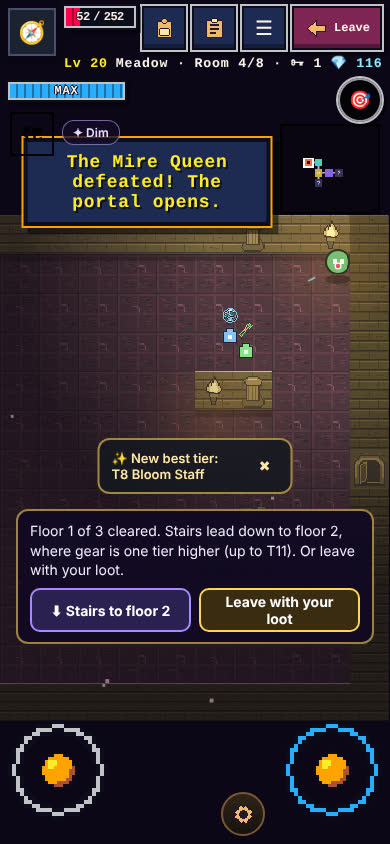 52 / 252
Leave
Lv 20 Meadow · Room 4/8 · 🗝 1 💎 116
MAX
✦ Dim
The Mire Queen
defeated! The
portal opens.
✨ New best tier:
T8 Bloom Staff
✖
Floor 1 of 3 cleared. Stairs lead down to floor 2,
where gear is one tier higher (up to T11). Or leave
with your loot.
⬇ Stairs to floor 2
Leave with your
loot